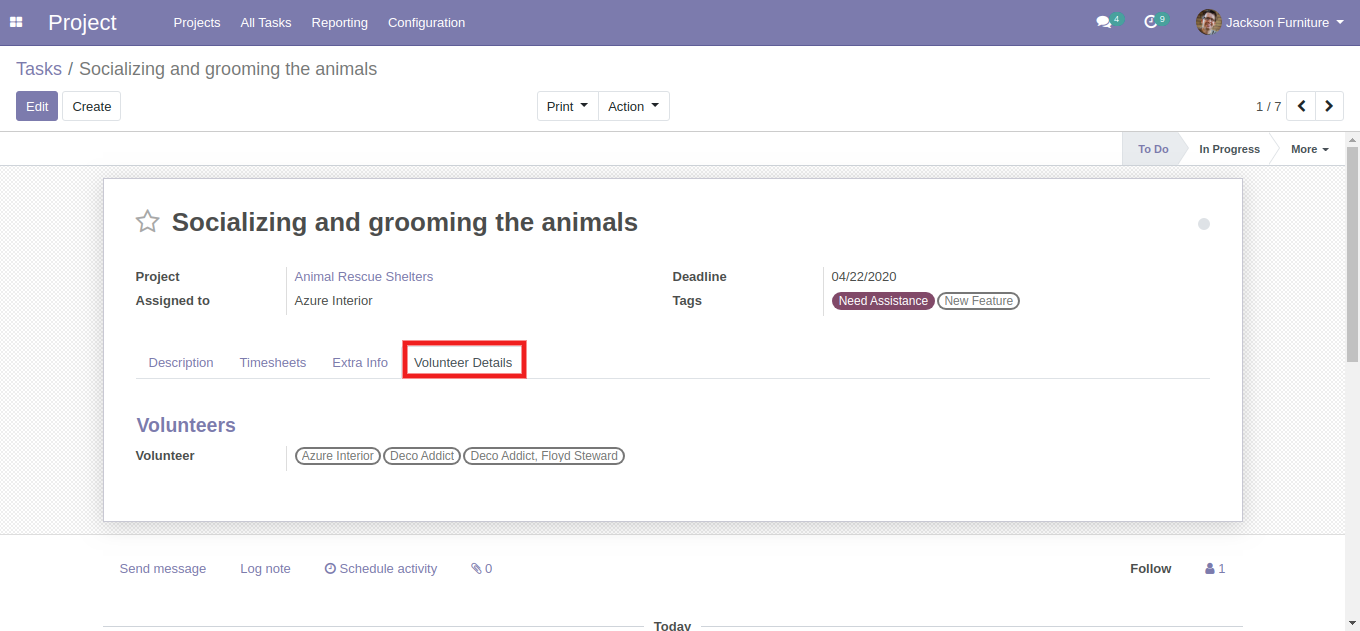 Project Projects All Tasks Reporting Configuration 4 9 Jackson Furniture
Tasks / Socializing and grooming the animals
Edit Create Print Action 1 / 7
To Do In Progress More
Socializing and grooming the animals
Project Animal Rescue Shelters Deadline 04/22/2020
Assigned to Azure Interior Tags Need Assistance New Feature
Description Timesheets Extra Info Volunteer Details
Volunteers
Volunteer Azure Interior Deco Addict Deco Addict, Floyd Steward
Send message Log note Schedule activity 0 Follow 1
Today